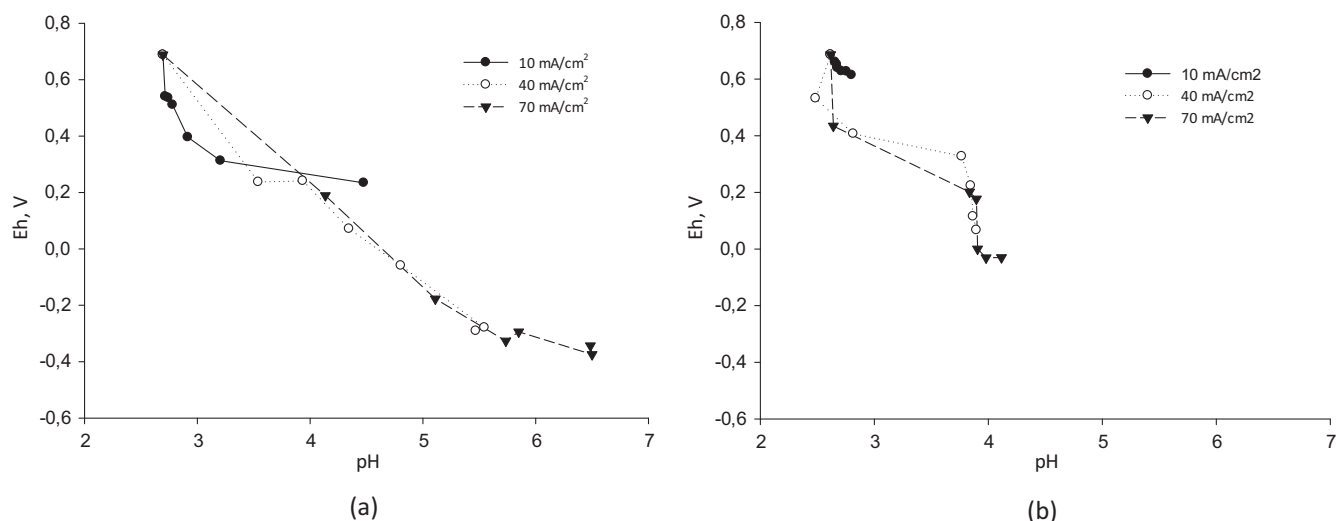 0,8
0,6
0,4
0,2
0,0
-0,2
-0,4
-0,6
Eh, V
2 3 4 5 6 7
pH
10 mA/cm²
40 mA/cm²
70 mA/cm²
(a)
0,8
0,6
0,4
0,2
0,0
-0,2
-0,4
-0,6
Eh, V
2 3 4 5 6 7
pH
10 mA/cm2
40 mA/cm2
70 mA/cm2
(b)